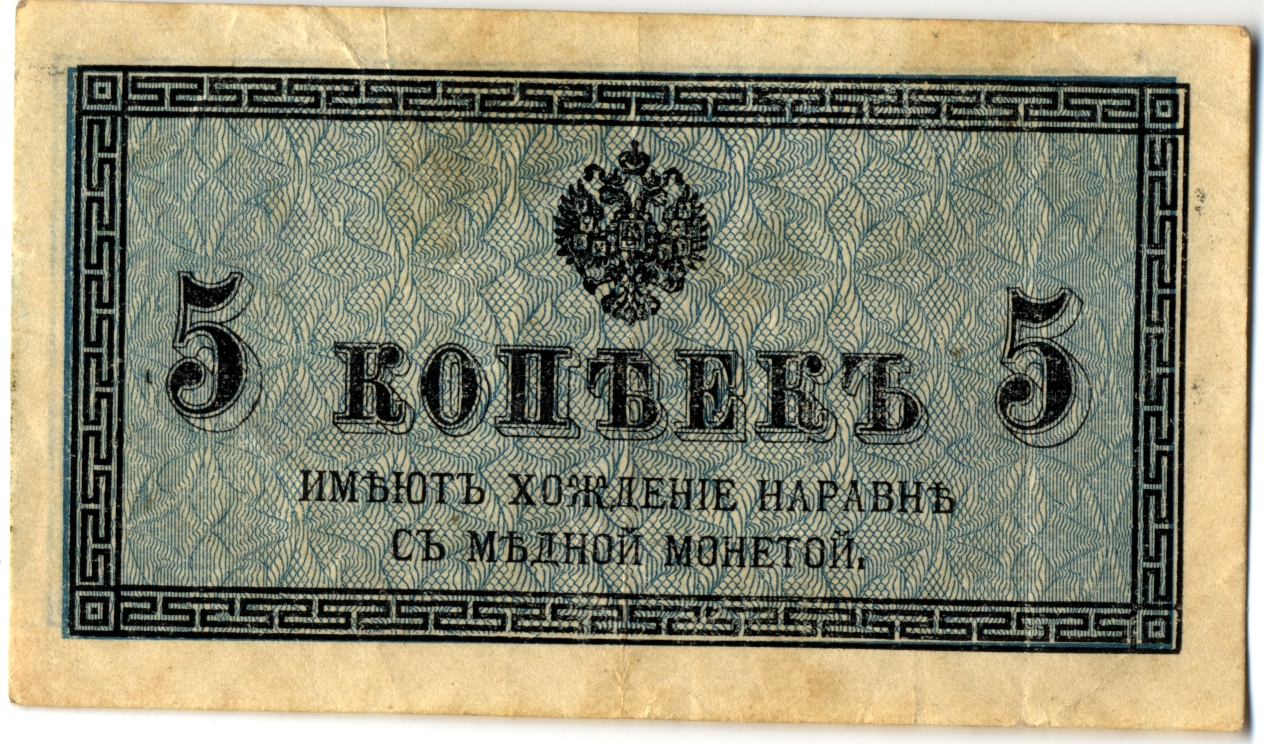 5 КОПѢЕКЪ 5
ИМѢЮТЪ ХОЖДЕНІЕ НАРАВНѢ
СЪ МѢДНОЙ МОНЕТОЙ.